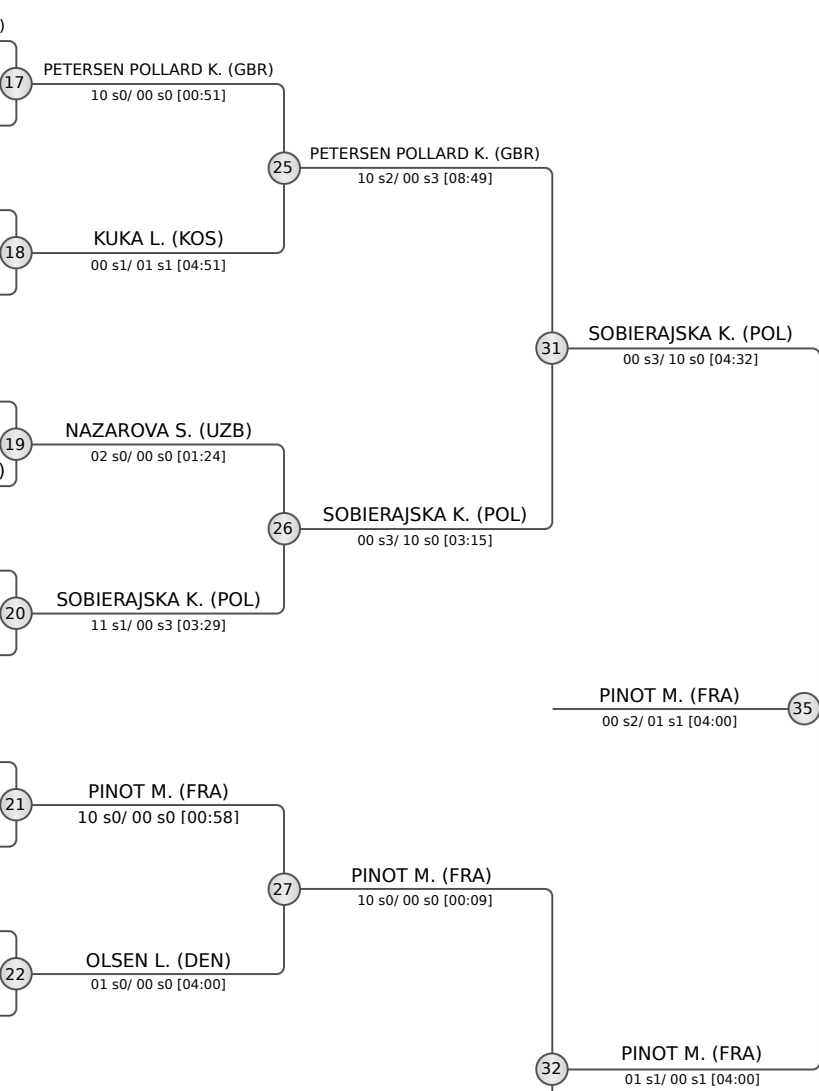 )
17
PETERSEN POLLARD K. (GBR)
10 s0/ 00 s0 [00:51]
25
PETERSEN POLLARD K. (GBR)
10 s2/ 00 s3 [08:49]
18
KUKA L. (KOS)
00 s1/ 01 s1 [04:51]
31
SOBIERAJSKA K. (POL)
00 s3/ 10 s0 [04:32]
19
NAZAROVA S. (UZB)
02 s0/ 00 s0 [01:24]
)
26
SOBIERAJSKA K. (POL)
00 s3/ 10 s0 [03:15]
20
SOBIERAJSKA K. (POL)
11 s1/ 00 s3 [03:29]
PINOT M. (FRA)
00 s2/ 01 s1 [04:00]
35
21
PINOT M. (FRA)
10 s0/ 00 s0 [00:58]
27
PINOT M. (FRA)
10 s0/ 00 s0 [00:09]
22
OLSEN L. (DEN)
01 s0/ 00 s0 [04:00]
32
PINOT M. (FRA)
01 s1/ 00 s1 [04:00]